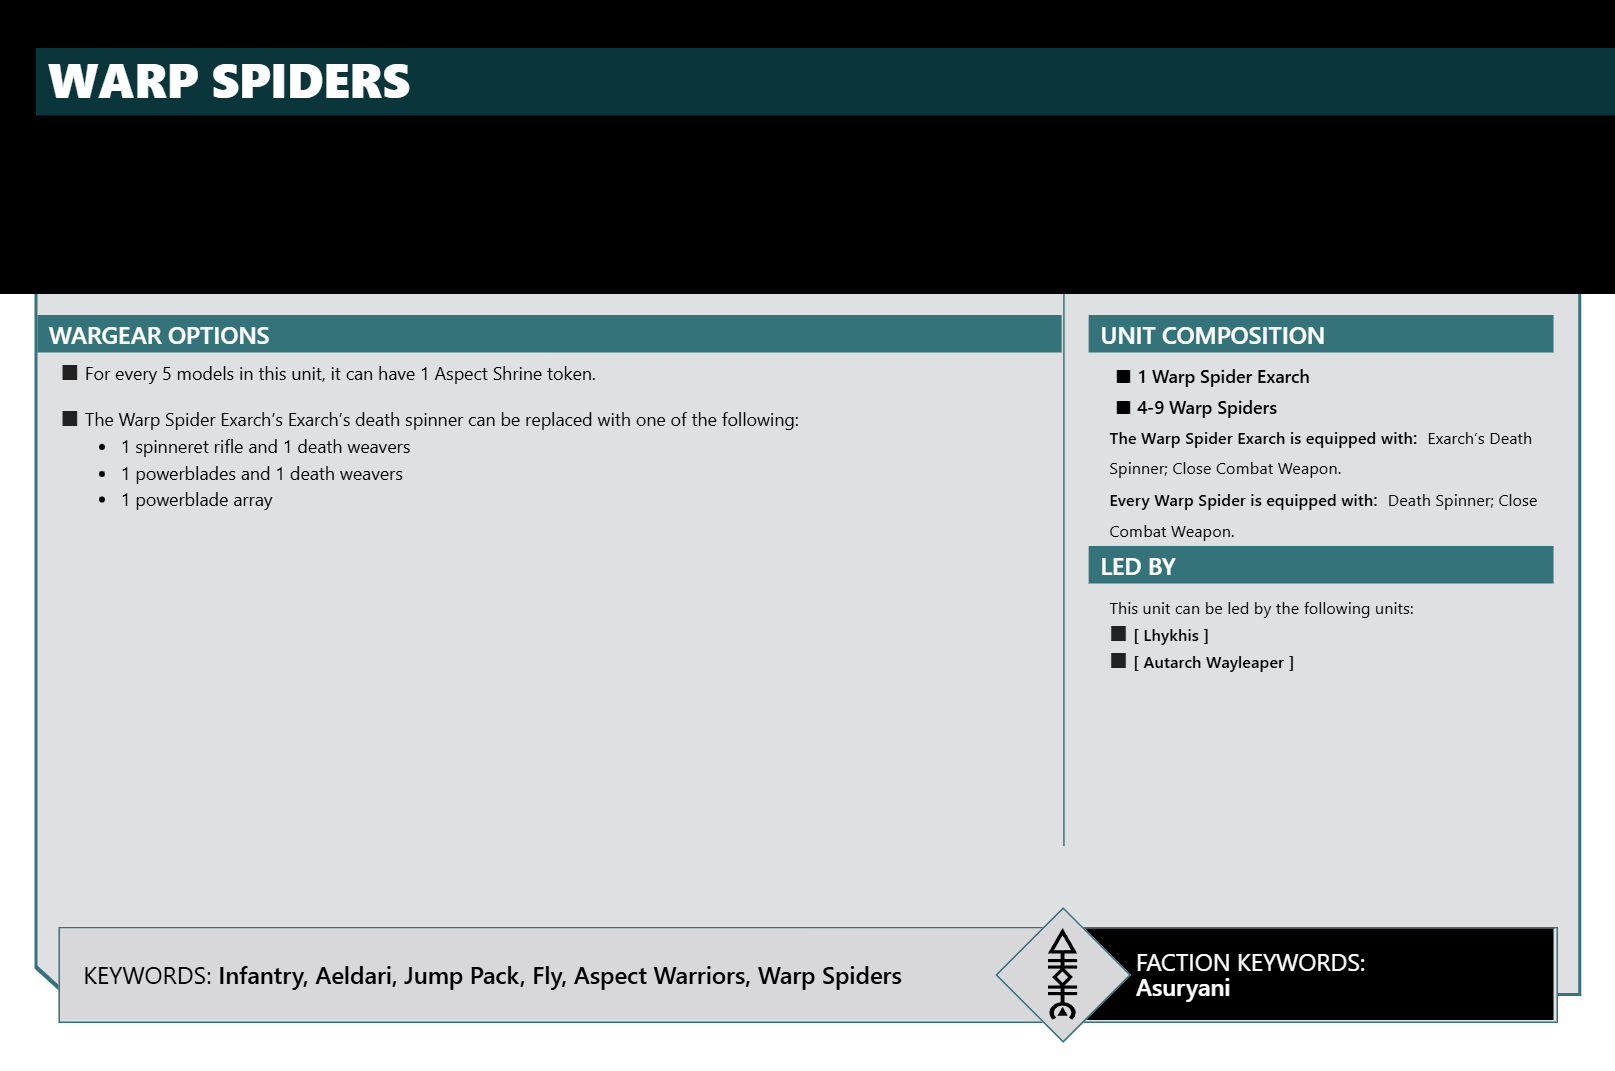 WARP SPIDERS
WARGEAR OPTIONS
■ For every 5 models in this unit, it can have 1 Aspect Shrine token.
■ The Warp Spider Exarch's Exarch's death spinner can be replaced with one of the following:
• 1 spinneret rifle and 1 death weavers
• 1 powerblades and 1 death weavers
• 1 powerblade array
UNIT COMPOSITION
■ 1 Warp Spider Exarch
■ 4-9 Warp Spiders
The Warp Spider Exarch is equipped with: Exarch's Death
Spinner; Close Combat Weapon.
Every Warp Spider is equipped with: Death Spinner; Close
Combat Weapon.
LED BY
This unit can be led by the following units:
■ [ Lhykhis ]
■ [ Autarch Wayleaper ]
KEYWORDS: Infantry, Aeldari, Jump Pack, Fly, Aspect Warriors, Warp Spiders
FACTION KEYWORDS:
Asuryani